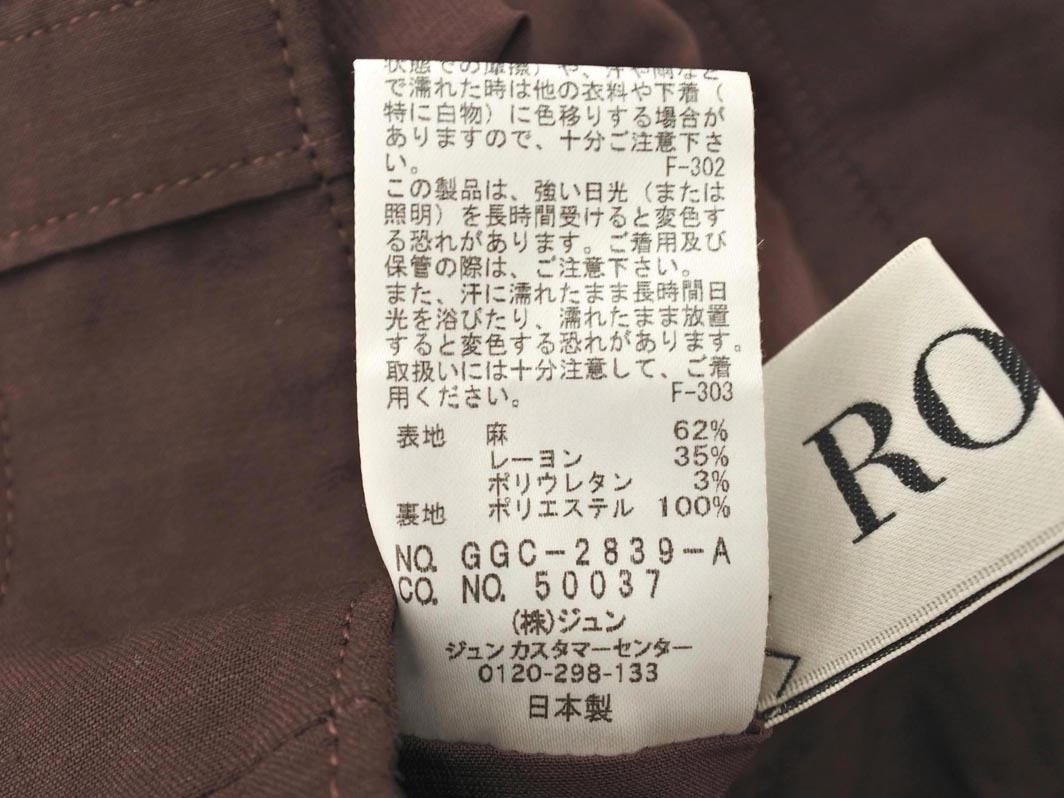 状態での摩擦)や、汗や雨など
で濡れた時は他の衣料や下着(
特に白物)に色移りする場合が
ありますので、十分ご注意下さ
い。 F-302
この製品は、強い日光(または
照明)を長時間受けると変色す
る恐れがあります。ご着用及び
保管の際は、ご注意下さい。
また、汗に濡れたまま長時間日
光を浴びたり、濡れたまま放置
すると変色する恐れがあります。
取扱いには十分注意して、ご着
用ください。 F-303
表地 麻 62%
レーヨン 35%
ポリウレタン 3%
裏地 ポリエステル 100%
NO. GGC-2839-A
CO. NO. 50037
(株)ジュン
ジュンカスタマーセンター
0120-298-133
日本製
RO